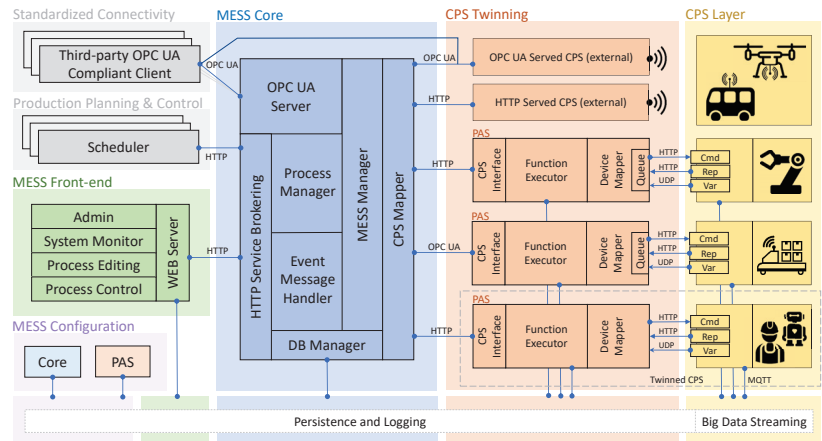 Standardized Connectivity
Third-party OPC UA
Compliant Client
OPC UA
Production Planning & Control
Scheduler
HTTP
MESS Front-end
Admin
System Monitor
Process Editing
Process Control
WEB Server
HTTP
MESS Configuration
Core
PAS
MESS Core
OPC UA
Server
HTTP Service Brokering
Process
Manager
Event
Message
Handler
MESS Manager
CPS Mapper
DB Manager
CPS Twinning
OPC UA
OPC UA Served CPS (external)
HTTP
HTTP Served CPS (external)
PAS
HTTP
CPS
Interface
Function
Executor
Device
Mapper
Queue
HTTP
HTTP
UDP
PAS
OPC UA
CPS
Interface
Function
Executor
Device
Mapper
Queue
HTTP
HTTP
UDP
PAS
HTTP
CPS
Interface
Function
Executor
Device
Mapper
HTTP
HTTP
UDP
Twinned CPS
CPS Layer
Cmd
Rep
Var
Cmd
Rep
Var
Cmd
Rep
Var
MQTT
Persistence and Logging
Big Data Streaming